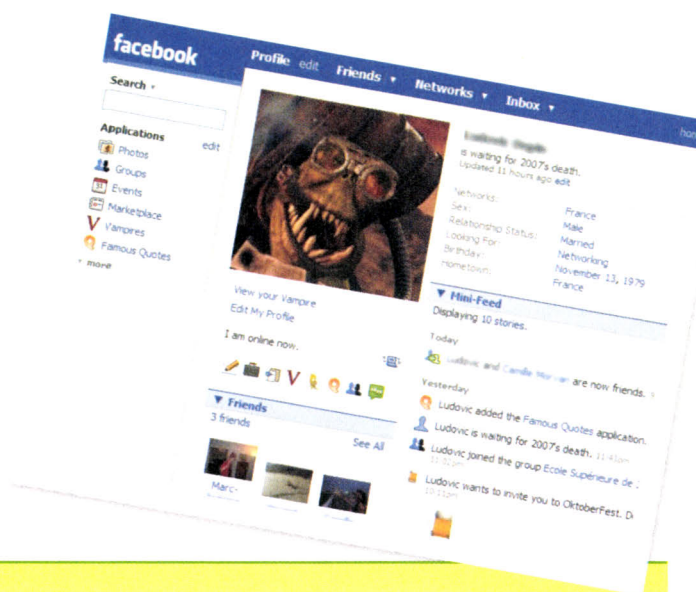 facebook
Profile edit Friends Networks Inbox
Search
Applications edit
Photos
Groups
31 Events
Marketplace
V Vampires
Famous Quotes
more
View your Vampire
Edit My Profile
I am online now.
V
Friends
3 friends
See All
Marc-
is waiting for 2007's death.
Updated 11 hours ago edit
Networks: France
Sex: Male
Relationship Status: Married
Looking For: Networking
Birthday: November 13, 1979
Hometown: France
Mini-Feed
Displaying 10 stories.
Today
and are now friends.
Yesterday
Ludovic added the Famous Quotes application.
Ludovic is waiting for 2007's death.
Ludovic joined the group Ecole Supérieure de
Ludovic wants to invite you to OktoberFest.